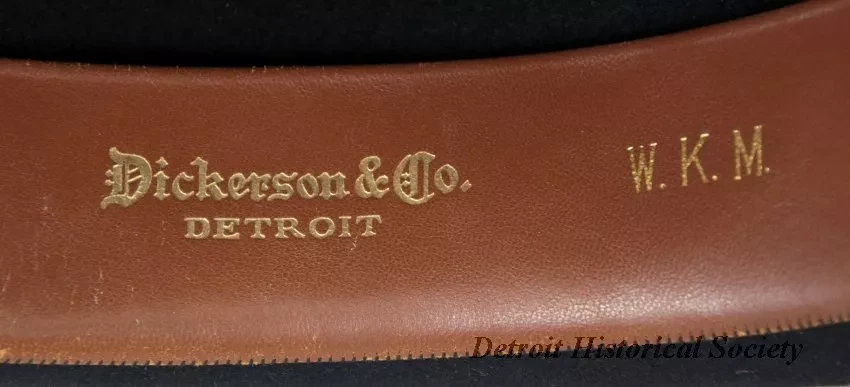 Dickerson & Co.
DETROIT
W. K. M.
Detroit Historical Society